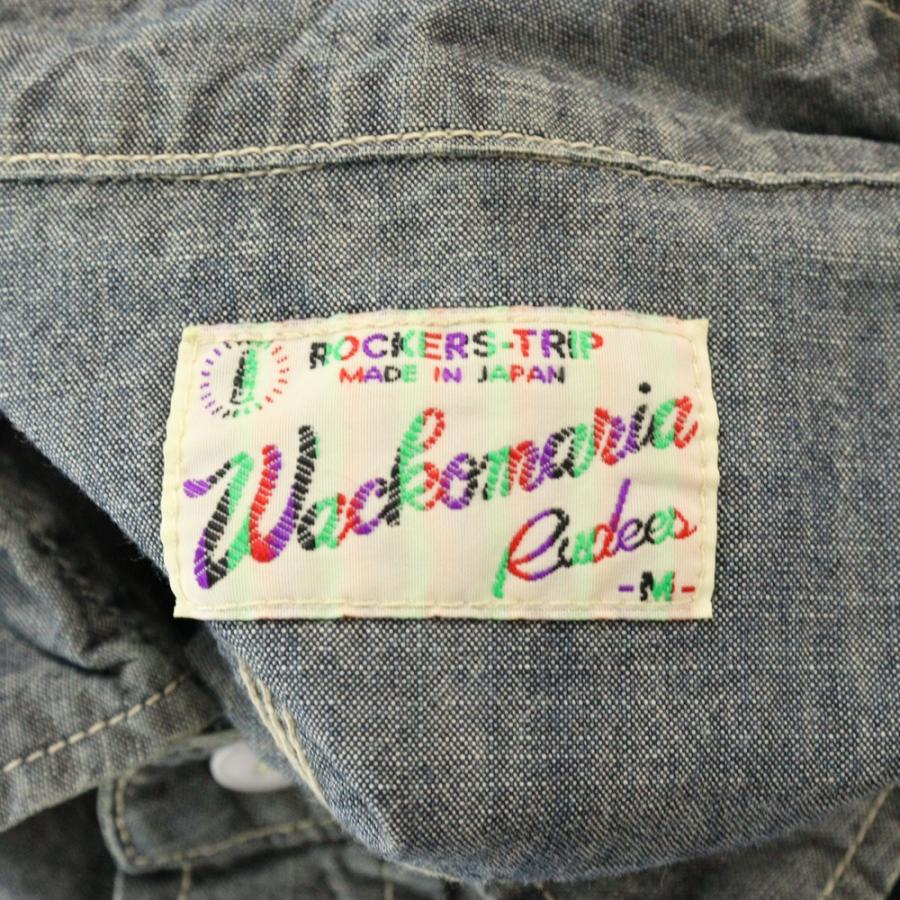 ROCKERS-TRIP
MADE IN JAPAN
Wackomaria
Rudees
-M-